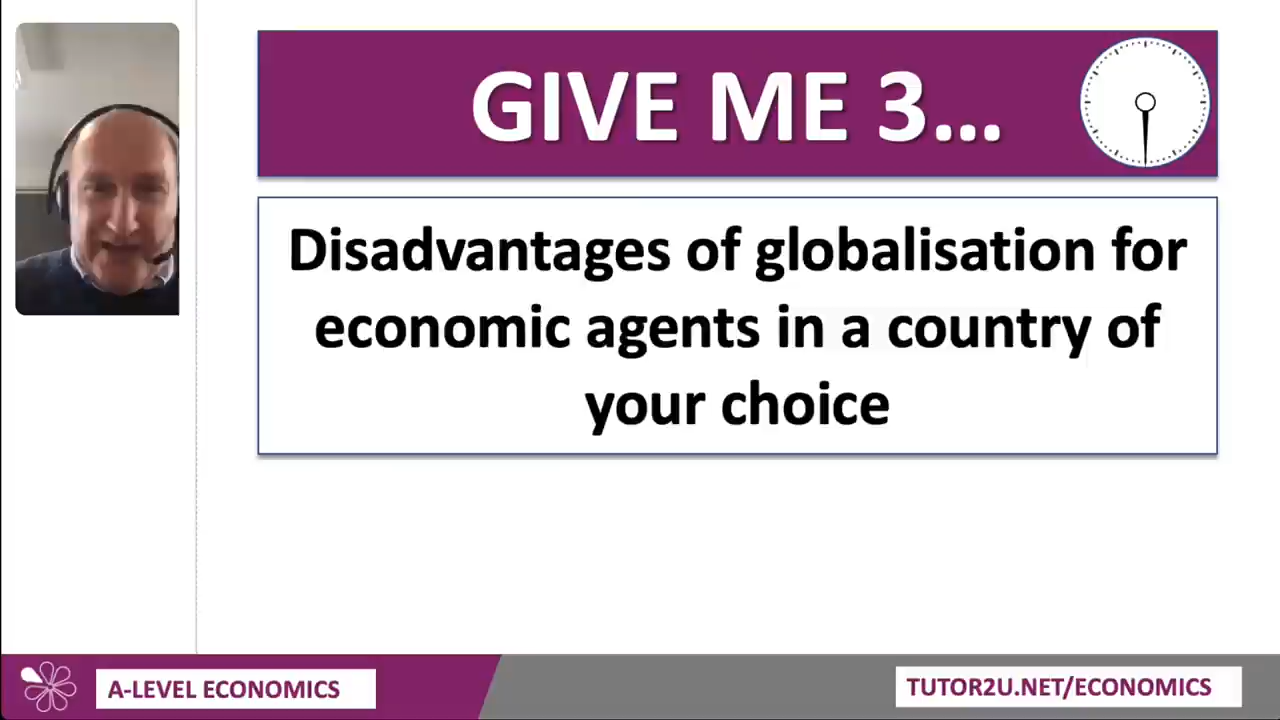 GIVE ME 3...
Disadvantages of globalisation for
economic agents in a country of
your choice
A-LEVEL ECONOMICS
TUTOR2U.NET/ECONOMICS